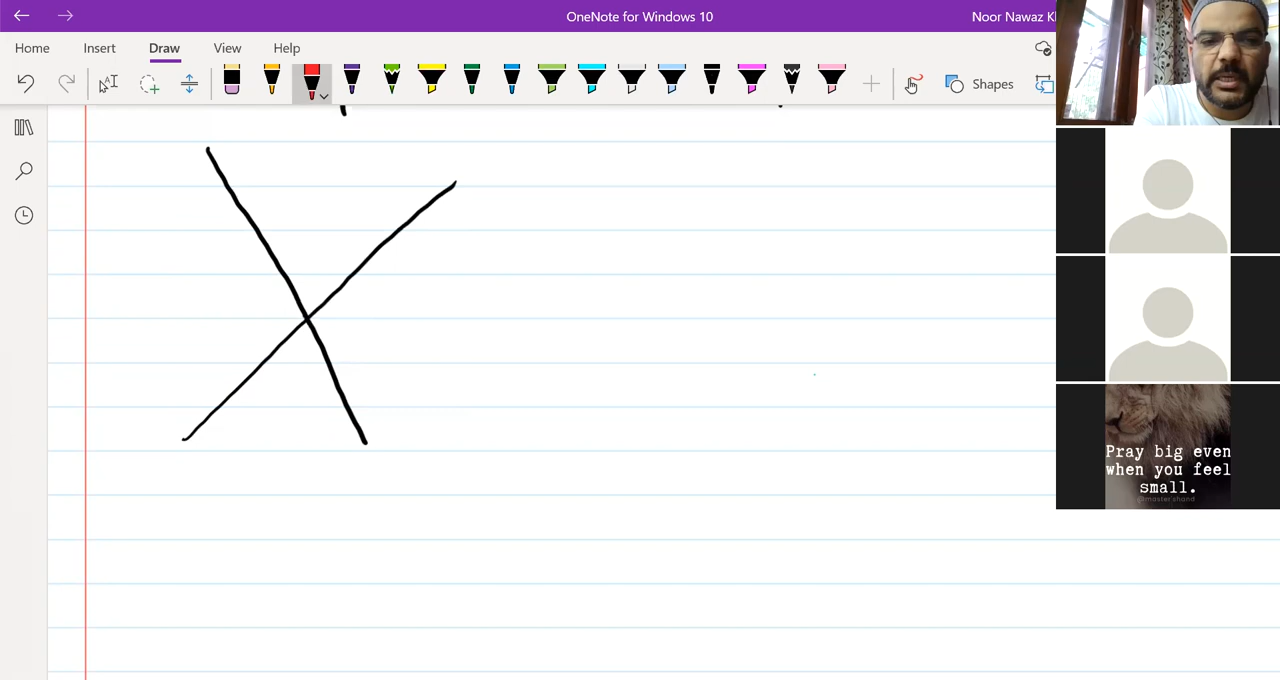 OneNote for Windows 10
Noor Nawaz K
Home Insert Draw View Help
Shapes
Pray big even
when you feel
small.